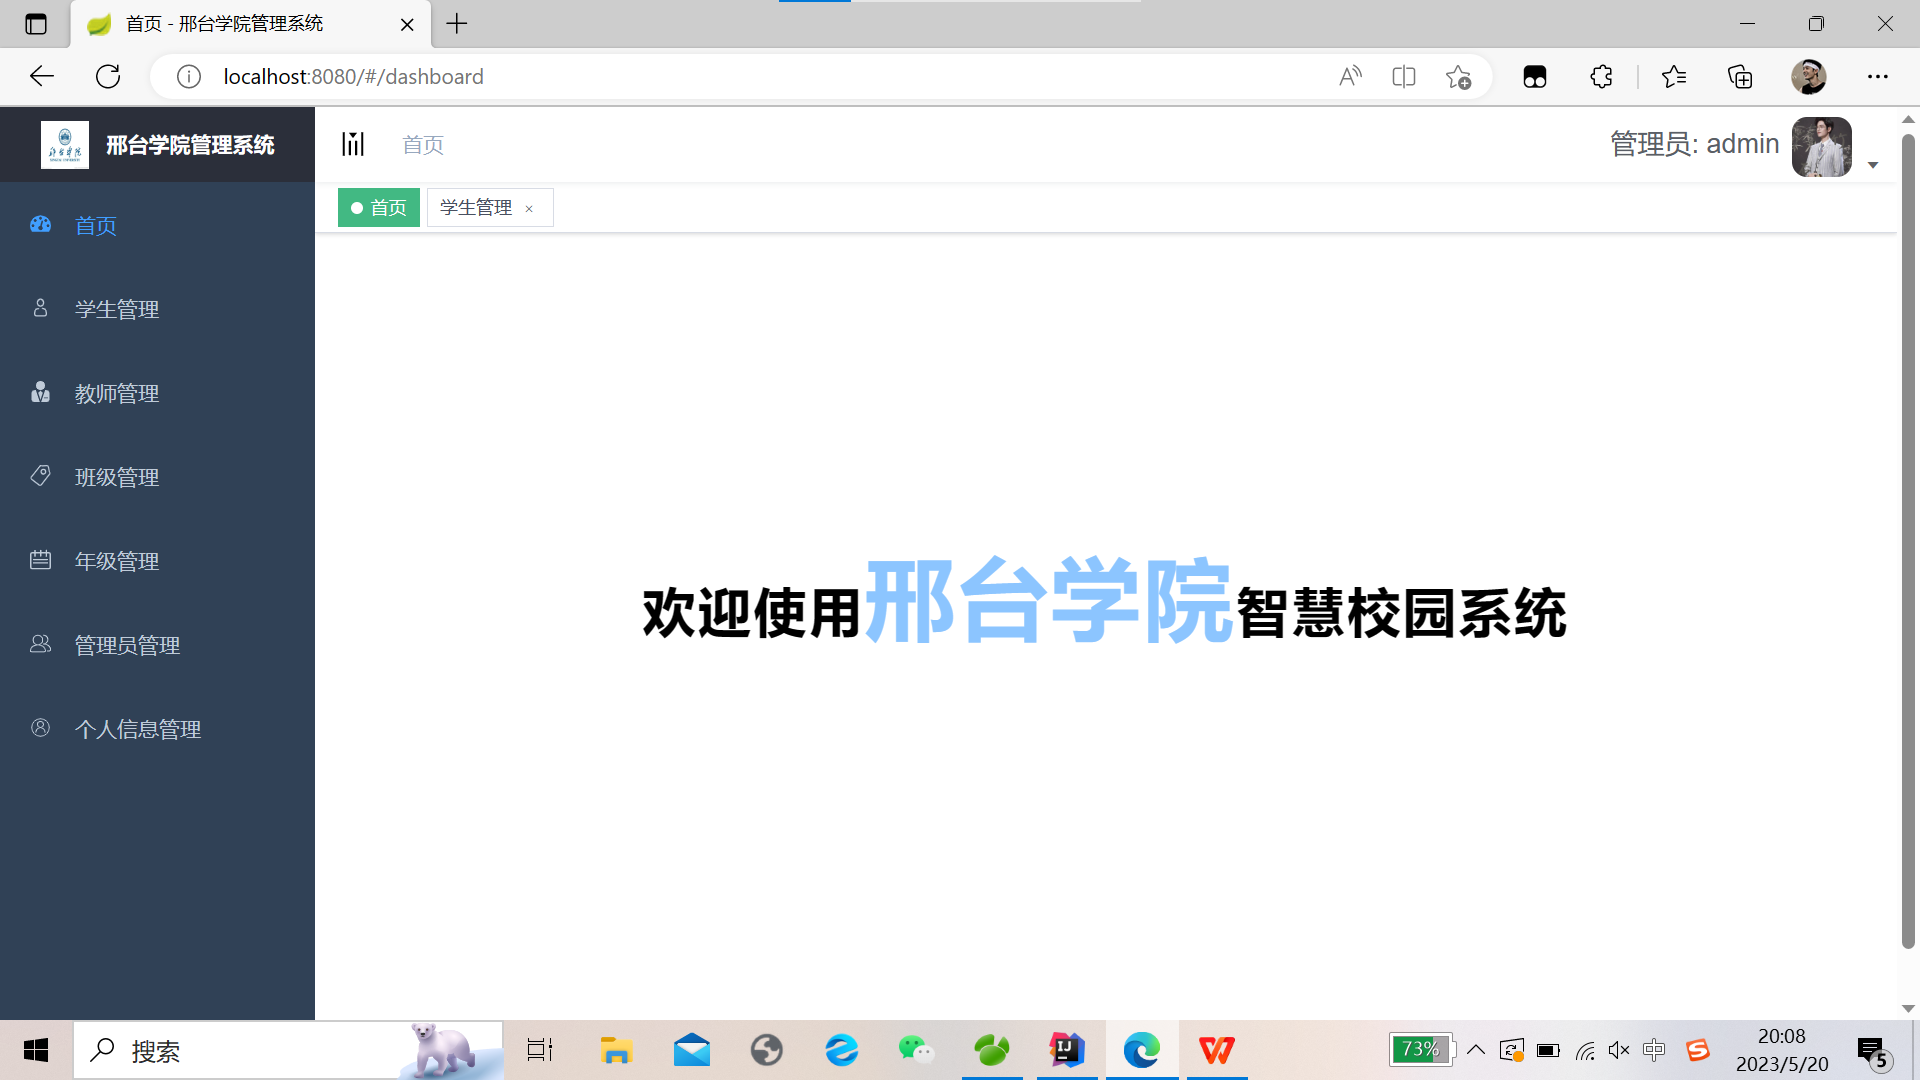 首页 - 邢台学院管理系统
localhost:8080/#/dashboard
邢台学院管理系统
首页
管理员: admin
首页
学生管理
首页
学生管理
教师管理
班级管理
年级管理
管理员管理
个人信息管理
欢迎使用邢台学院智慧校园系统
搜索
73%
中
20:08
2023/5/20
5